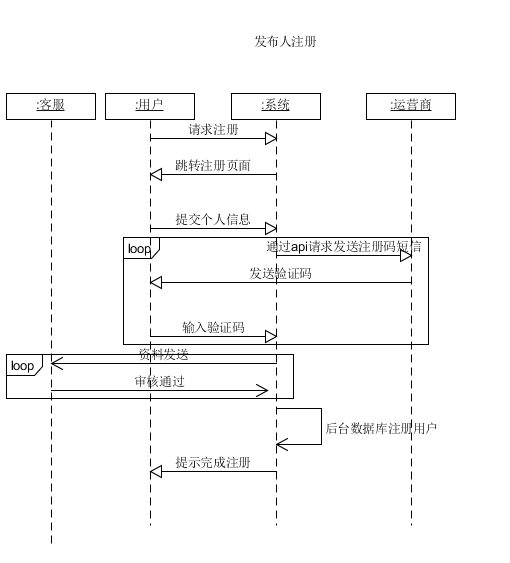 发布人注册
:客服
:用户
:系统
:运营商
请求注册
跳转注册页面
提交个人信息
loop
通过api请求发送注册码短信
发送验证码
输入验证码
loop
资料发送
审核通过
后台数据库注册用户
提示完成注册